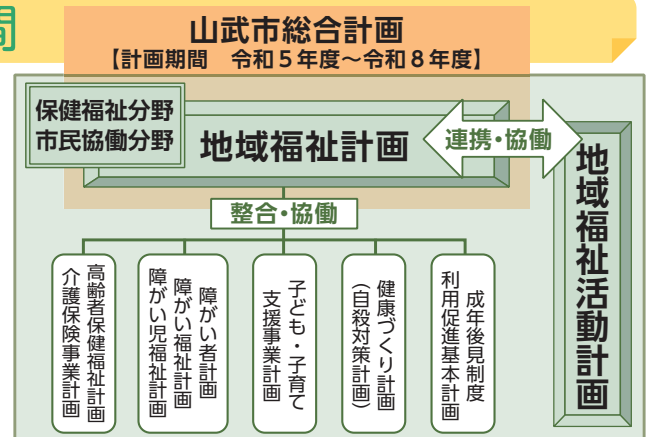 間
山武市総合計画
【計画期間　令和５年度～令和８年度】
保健福祉分野
市民協働分野
地域福祉計画
連携・協働
地域福祉活動計画
整合・協働
高齢者保健福祉計画
介護保険事業計画
障がい者計画
障がい福祉計画
障がい児福祉計画
子ども・子育て
支援事業計画
健康づくり計画
（自殺対策計画）
成年後見制度
利用促進基本計画